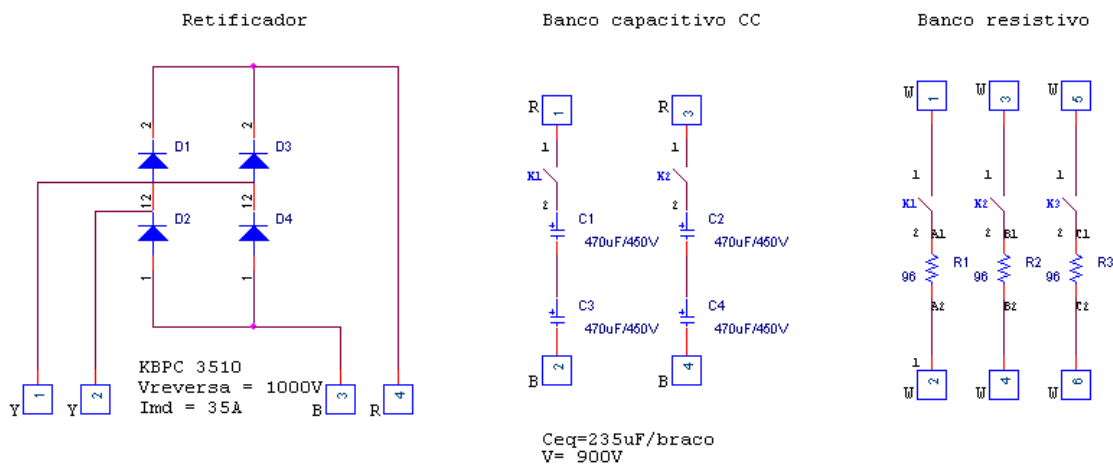 Retificador
2
2
D1
D3
12
12
D2
D4
1
1
KBPC 3510
Vreversa = 1000V
Imd = 35A
Y
1
Y
2
B
3
R
4
Banco capacitivo CC
R
1
R
3
1
1
K1
K2
2
2
C1
C2
470uF/450V
470uF/450V
C3
C4
470uF/450V
470uF/450V
B
2
B
4
Ceq=235uF/braco
V= 900V
Banco resistivo
W
1
W
3
W
5
1
1
1
K1
K2
K3
2
A1
2
B1
2
C1
R1
R2
R3
96
96
96
A2
B2
C2
1
W
2
W
4
W
6